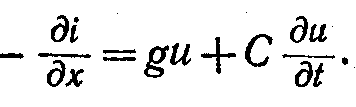 − ∂i/∂x = gu + C ∂u/∂t.